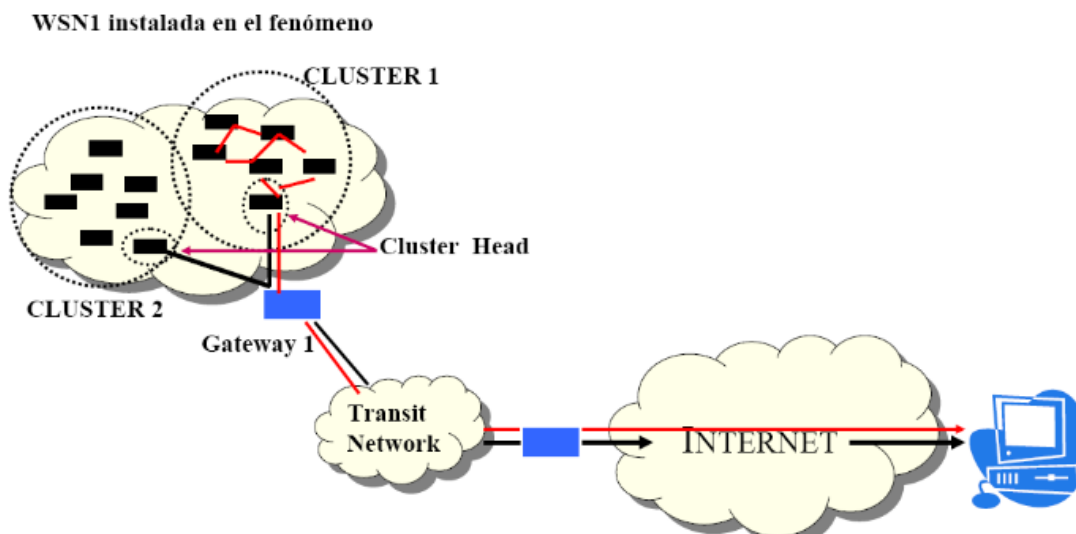 WSN1 instalada en el fenómeno
CLUSTER 1
Cluster Head
CLUSTER 2
Gateway 1
Transit
Network
INTERNET